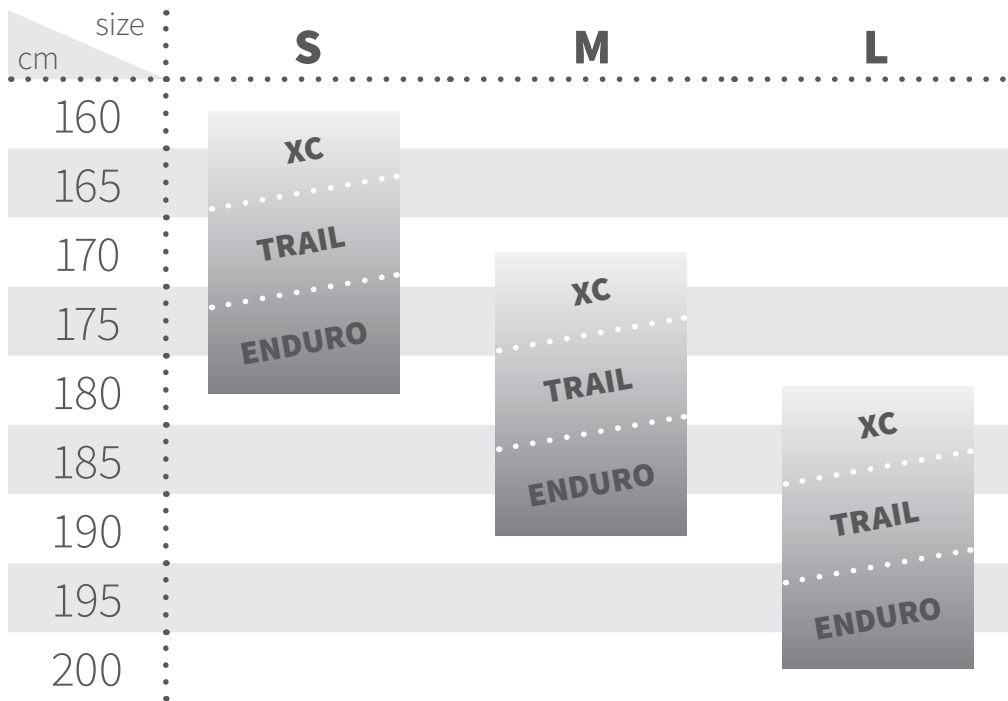 size
cm
S M L
160
XC
165
TRAIL
170
XC
175
ENDURO
TRAIL
180
XC
185
ENDURO
190
TRAIL
195
ENDURO
200